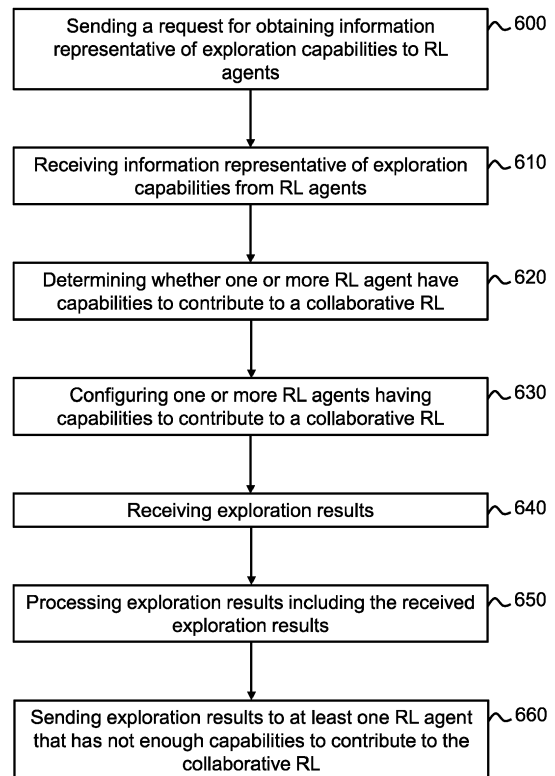 Sending a request for obtaining information
representative of exploration capabilities to RL
agents
600
Receiving information representative of exploration
capabilities from RL agents
610
Determining whether one or more RL agent have
capabilities to contribute to a collaborative RL
620
Configuring one or more RL agents having
capabilities to contribute to a collaborative RL
630
Receiving exploration results
640
Processing exploration results including the received
exploration results
650
Sending exploration results to at least one RL agent
that has not enough capabilities to contribute to the
collaborative RL
660